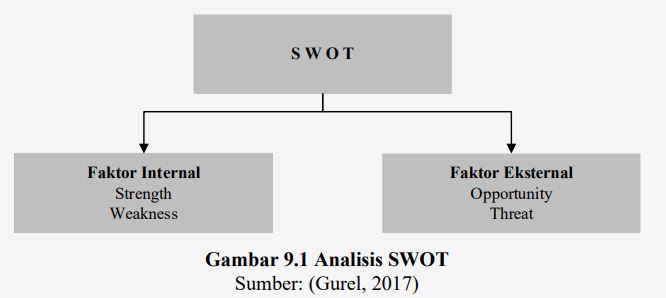 S W O T
Faktor Internal
Strength
Weakness
Faktor Eksternal
Opportunity
Threat
Gambar 9.1 Analisis SWOT
Sumber: (Gurel, 2017)